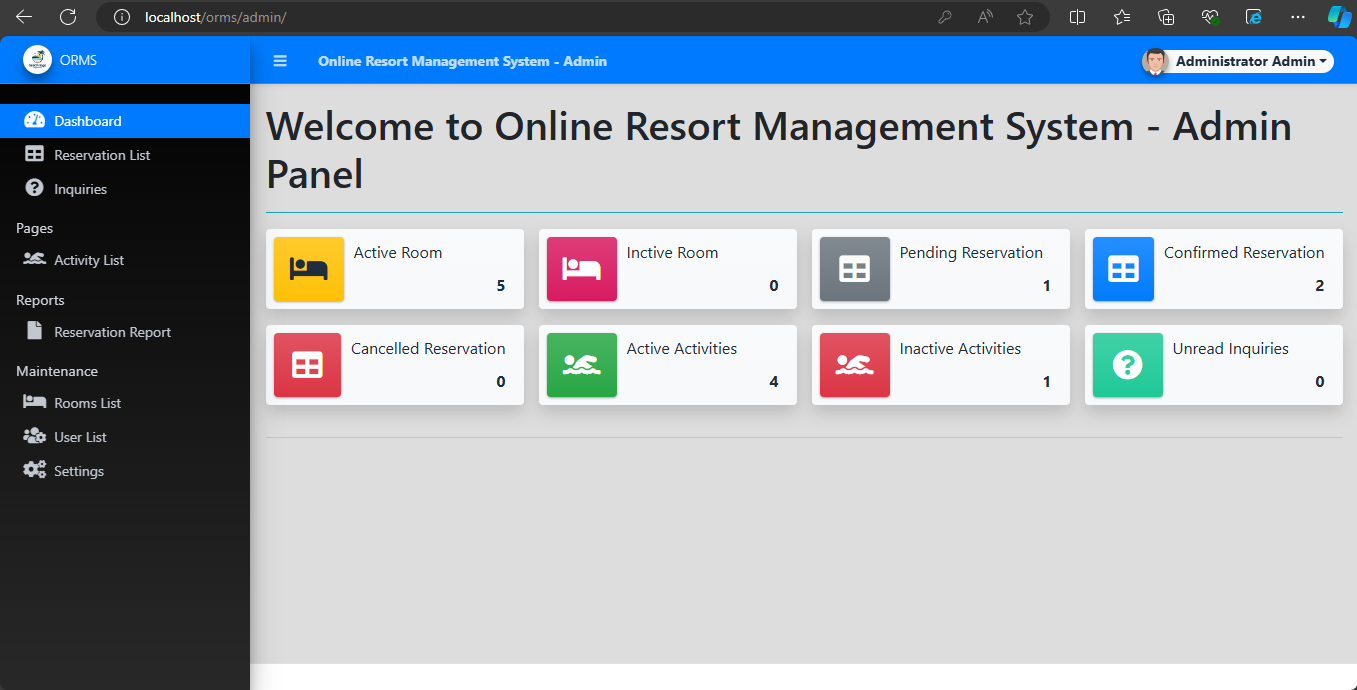 localhost/orms/admin/
ORMS
Online Resort Management System - Admin
Administrator Admin
Dashboard
Reservation List
Inquiries
Pages
Activity List
Reports
Reservation Report
Maintenance
Rooms List
User List
Settings
Welcome to Online Resort Management System - Admin
Panel
Active Room
5
Inctive Room
0
Pending Reservation
1
Confirmed Reservation
2
Cancelled Reservation
0
Active Activities
4
Inactive Activities
1
Unread Inquiries
0